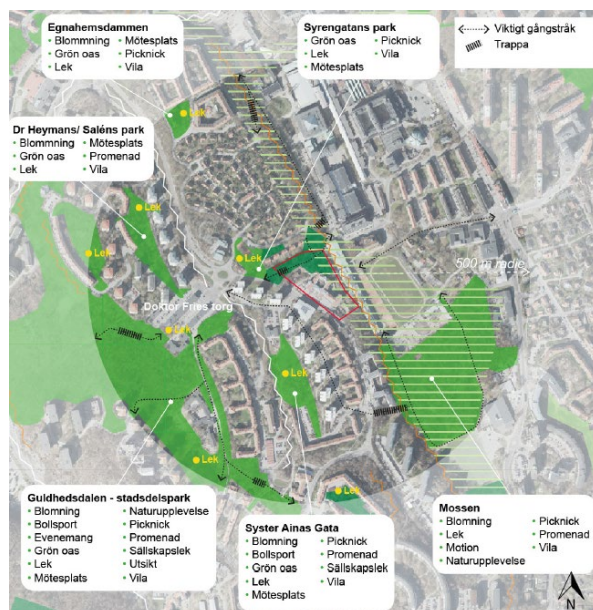 Egnahemsdammen
• Blommning
• Grön oas
• Lek
• Mötesplats
• Picknick
• Vila
Syrengatans park
• Grön oas
• Lek
• Mötesplats
• Picknick
• Vila
Viktigt gångstråk
Trappa
Dr Heymans/ Saléns park
• Blommning
• Grön oas
• Lek
• Mötesplats
• Promenad
• Vila
Lek
Lek
Lek
Lek
500 m radie
Doktor Fries torg
Lek
Lek
Lek
Lek
Guldhedsdalen - stadsdelspark
• Blomning
• Bollsport
• Evenemang
• Grön oas
• Lek
• Mötesplats
• Naturupplevelse
• Picknick
• Promenad
• Sällskapslek
• Utsikt
• Vila
Syster Ainas Gata
• Blomning
• Bollsport
• Grön oas
• Lek
• Mötesplats
• Picknick
• Promenad
• Sällskapslek
• Vila
Mossen
• Blomning
• Lek
• Motion
• Naturupplevelse
• Picknick
• Promenad
• Vila
N